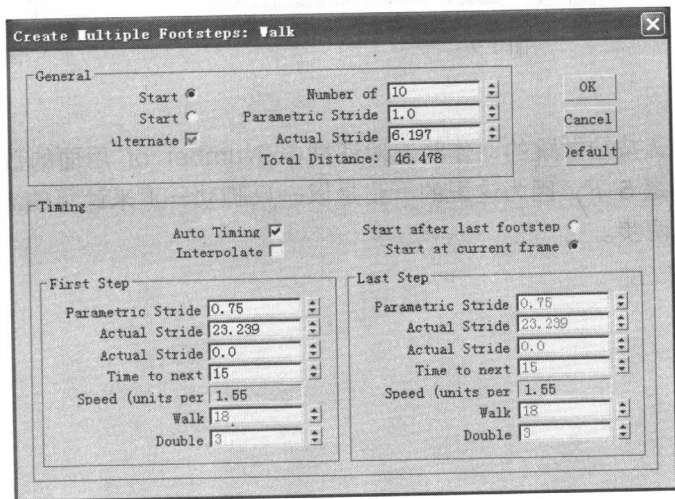 Create Multiple Footsteps: Walk
General
Start
Start
lternate
Number of 10
Parametric Stride 1.0
Actual Stride 6.197
Total Distance: 46.478
OK
Cancel
Default
Timing
Auto Timing
Interpolate
Start after last footstep
Start at current frame
First Step
Parametric Stride 0.75
Actual Stride 23.239
Actual Stride 0.0
Time to next 15
Speed (units per 1.55
Walk 18
Double 3
Last Step
Parametric Stride 0.75
Actual Stride 23.239
Actual Stride 0.0
Time to next 15
Speed (units per 1.55
Walk 18
Double 3